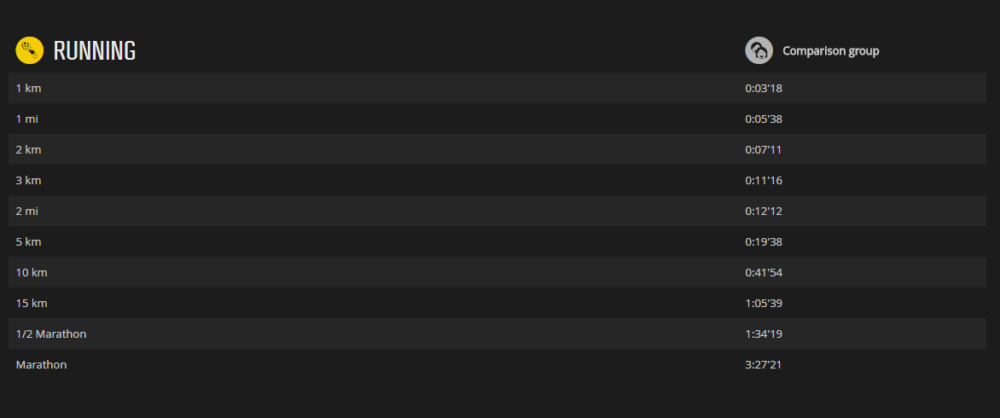 RUNNING Comparison group
1 km 0:03'18
1 mi 0:05'38
2 km 0:07'11
3 km 0:11'16
2 mi 0:12'12
5 km 0:19'38
10 km 0:41'54
15 km 1:05'39
1/2 Marathon 1:34'19
Marathon 3:27'21